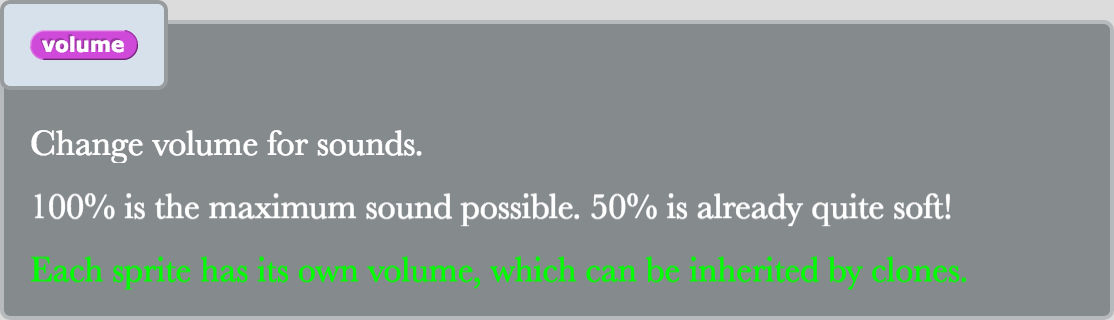 volume
Change volume for sounds.
100% is the maximum sound possible. 50% is already quite soft!
Each sprite has its own volume, which can be inherited by clones.